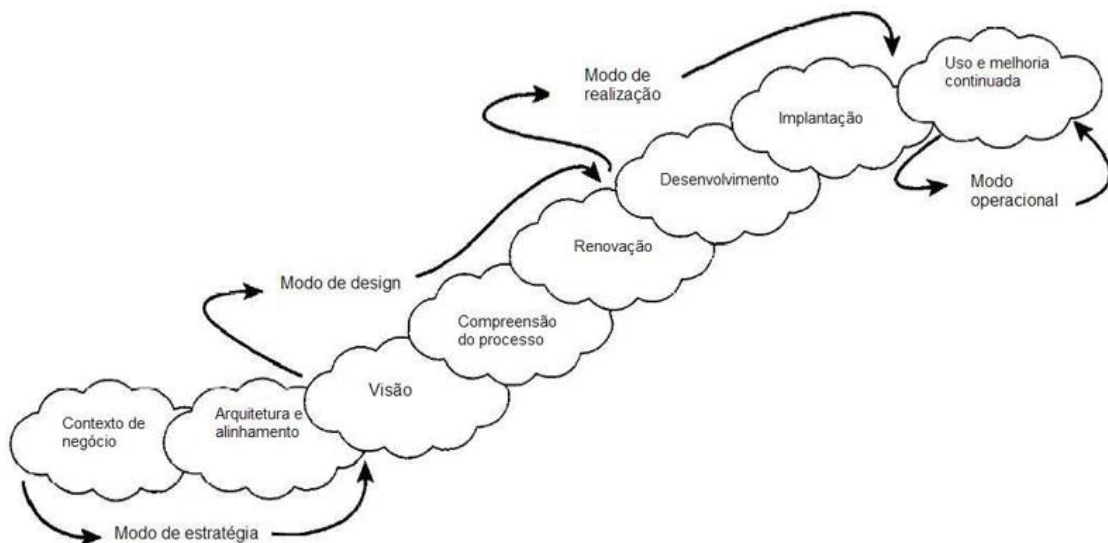 Modo de
realização
Uso e melhoria
continuada
Implantação
Desenvolvimento
Modo
operacional
Renovação
Modo de design
Compreensão
do processo
Visão
Arquitetura e
alinhamento
Contexto de
negócio
Modo de estratégia